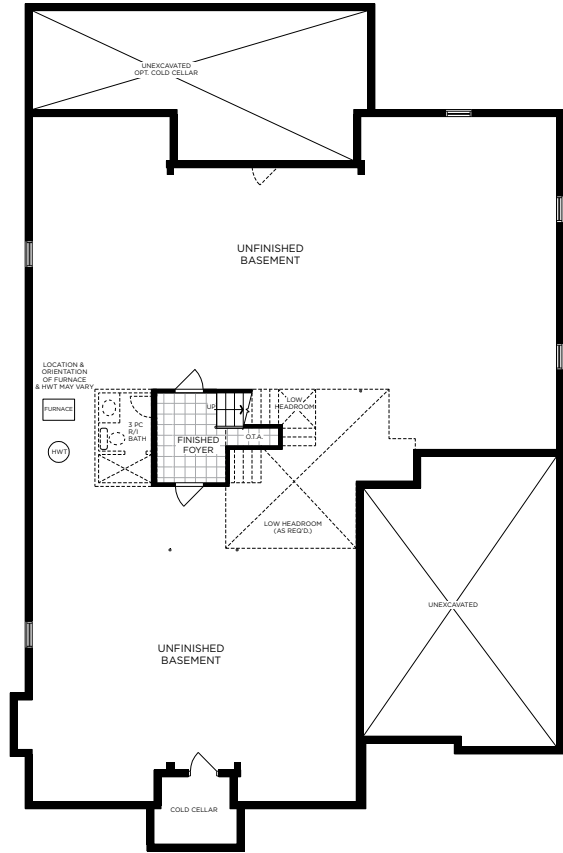 UNEXCAVATED
OPT. COLD CELLAR
UNFINISHED
BASEMENT
LOCATION &
ORIENTATION
OF FURNACE
& HWT MAY VARY
FURNACE
HWT
3 PC
R/I
BATH
UP
FINISHED
FOYER
O.T.A.
LOW
HEADROOM
LOW HEADROOM
(AS REQ'D.)
UNEXCAVATED
UNFINISHED
BASEMENT
COLD CELLAR